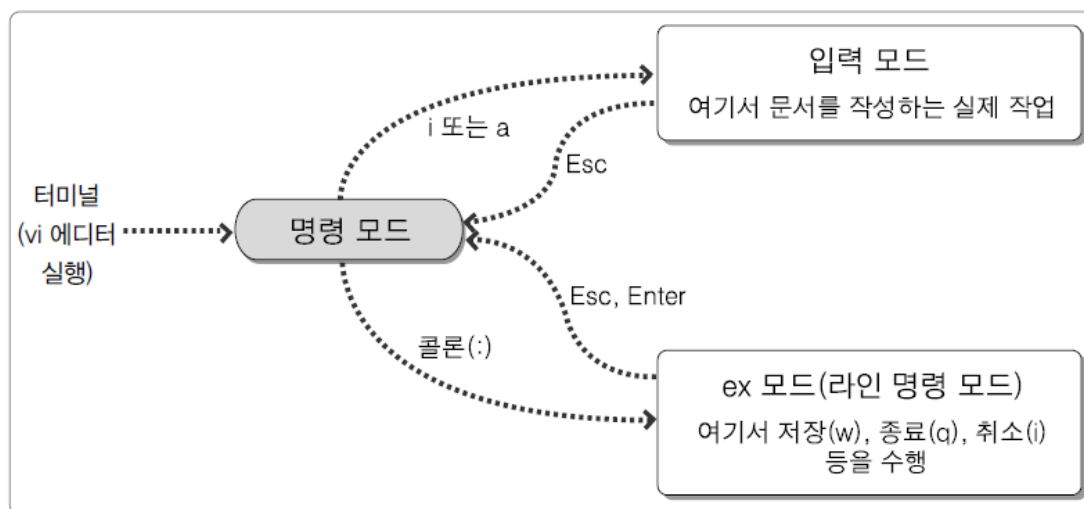 입력 모드
여기서 문서를 작성하는 실제 작업
i 또는 a
Esc
터미널
(vi 에디터
실행)
명령 모드
Esc, Enter
콜론(:)
ex 모드(라인 명령 모드)
여기서 저장(w), 종료(q), 취소(i)
등을 수행